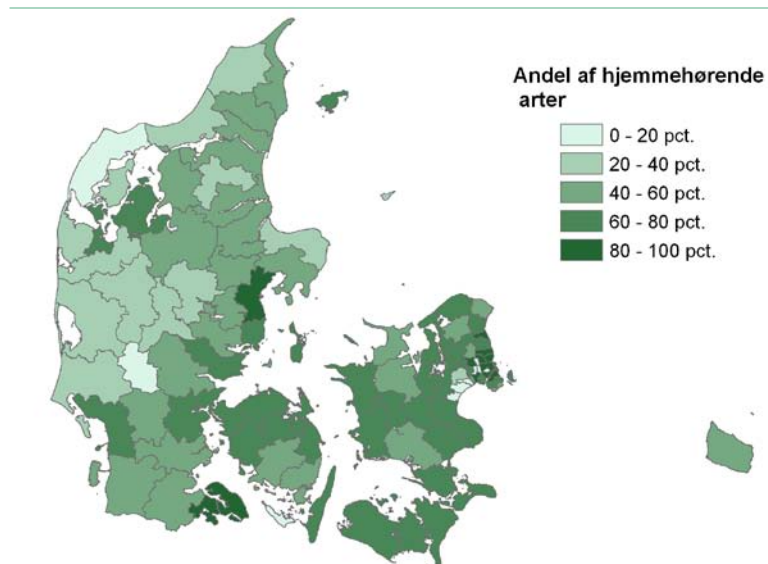 Andel af hjemmehørende
arter
0 - 20 pct.
20 - 40 pct.
40 - 60 pct.
60 - 80 pct.
80 - 100 pct.